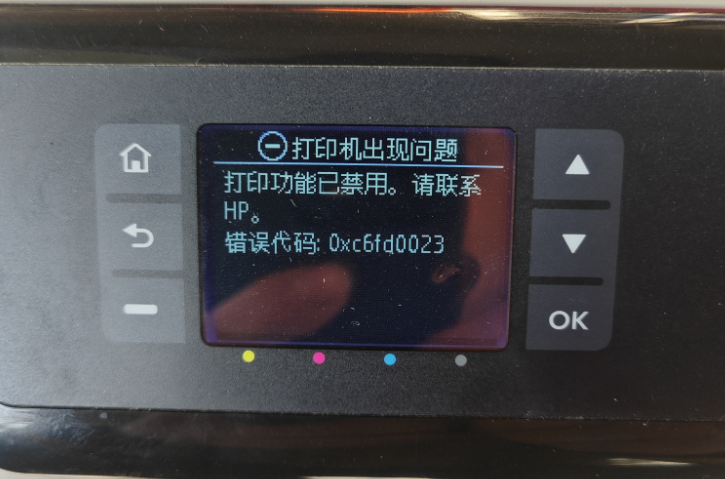 打印机出现问题
打印功能已禁用。请联系
HP。
错误代码: 0xc6fd0023
OK